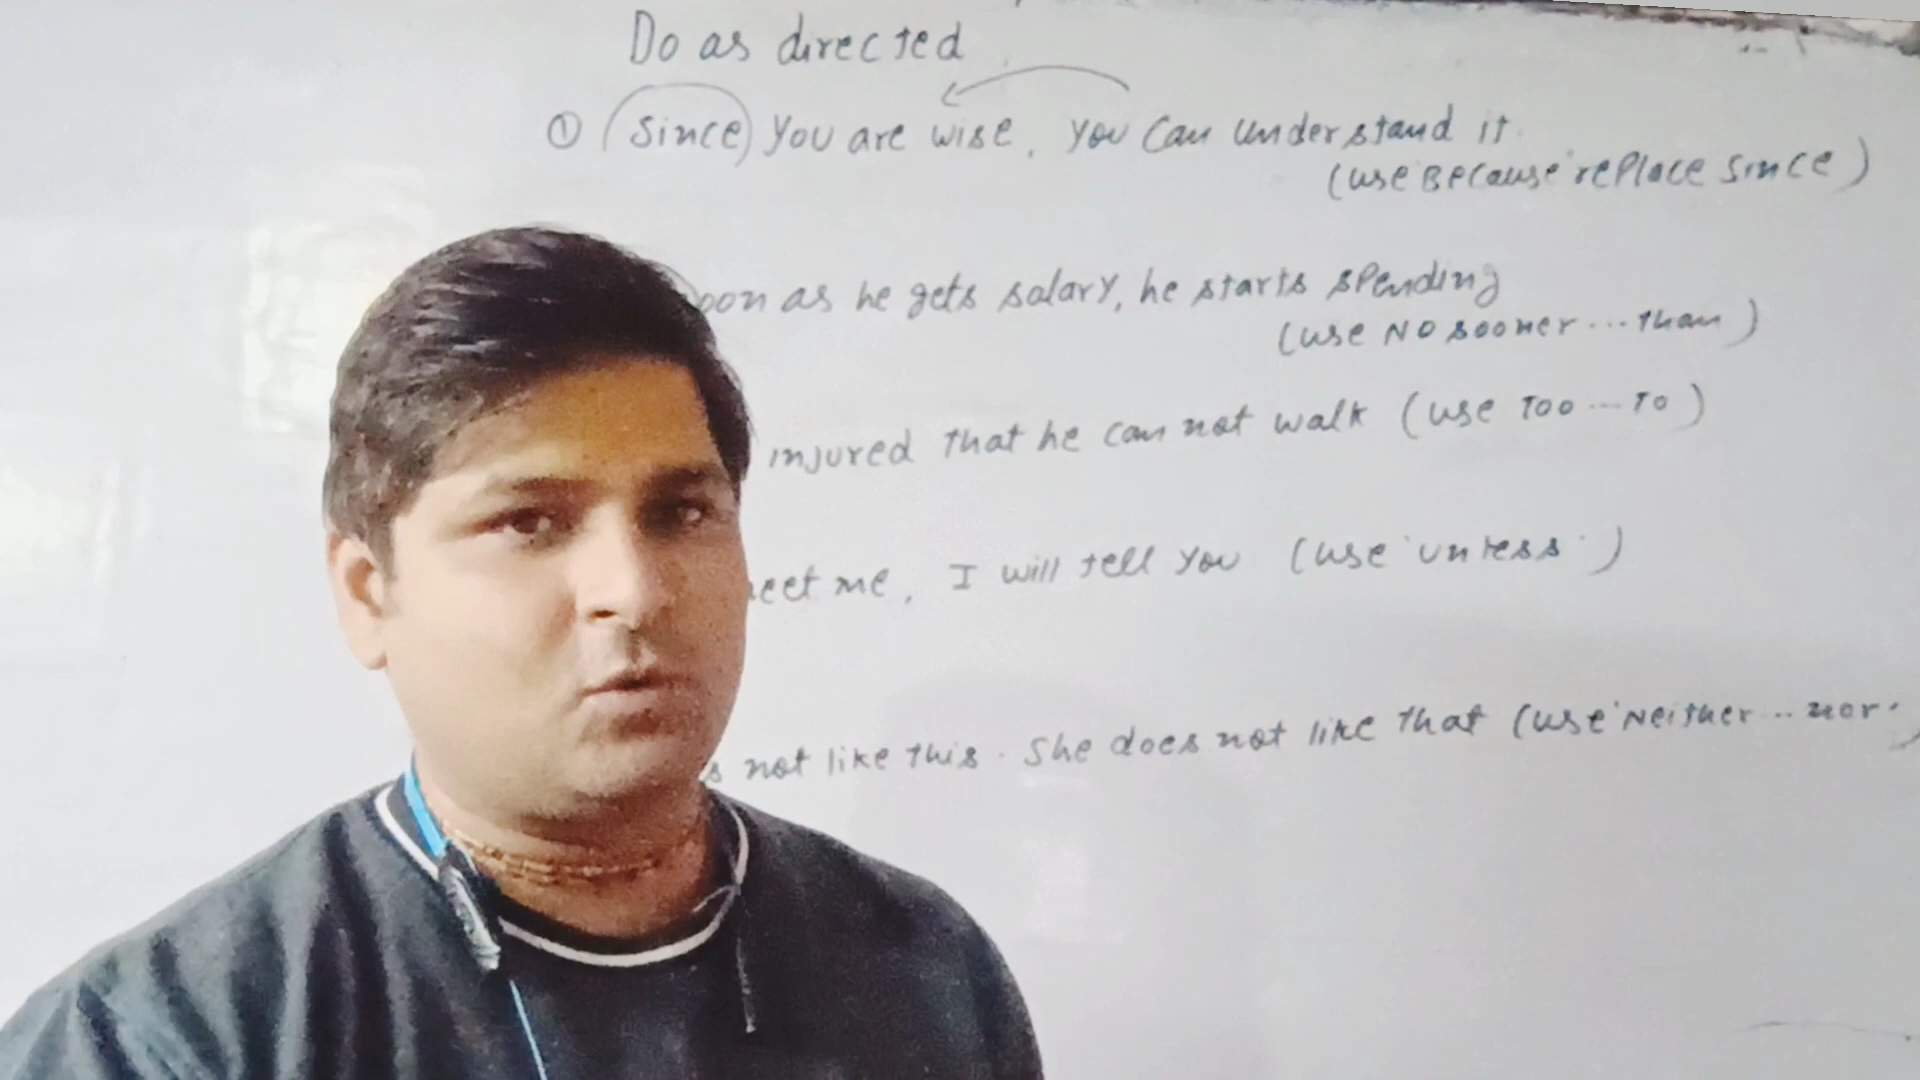 Do as directed
① Since You are wise, You Can understand it.
(use Because replace Since)
oon as he gets salary, he starts spending
(use No sooner ... than)
injured that he can not walk (use Too ... To)
eet me, I will tell You (use 'unless')
s not like this. She does not like that (use 'Neither ... nor.